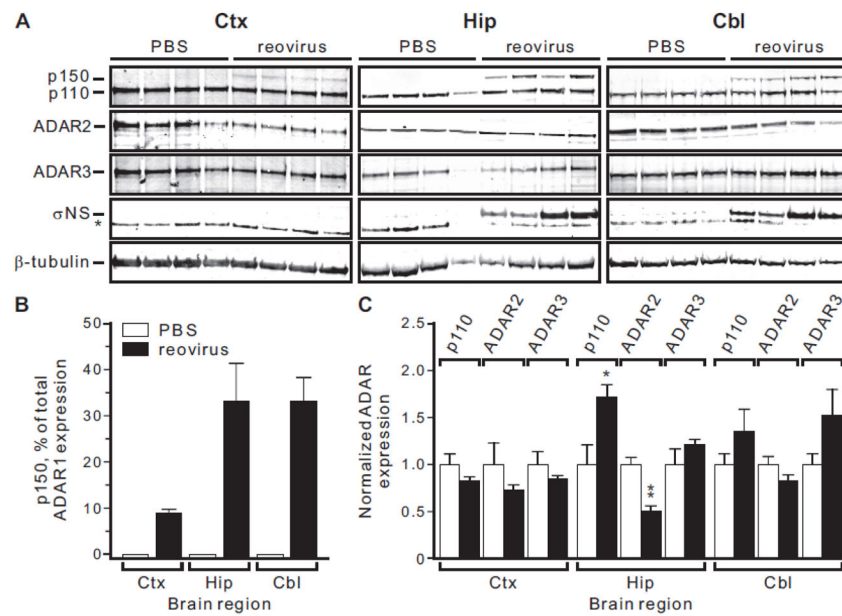 A
Ctx
Hip
Cbl
PBS
reovirus
PBS
reovirus
PBS
reovirus
p150
p110
ADAR2
ADAR3
σNS
*
β-tubulin
B
C
p150, % of total
ADAR1 expression
50
40
30
20
10
0
PBS
reovirus
Ctx
Hip
Cbl
Brain region
Normalized ADAR
expression
2.5
2.0
1.5
1.0
0.5
0
p110
ADAR2
ADAR3
p110
ADAR2
ADAR3
p110
ADAR2
ADAR3
*
**
Ctx
Hip
Cbl
Brain region